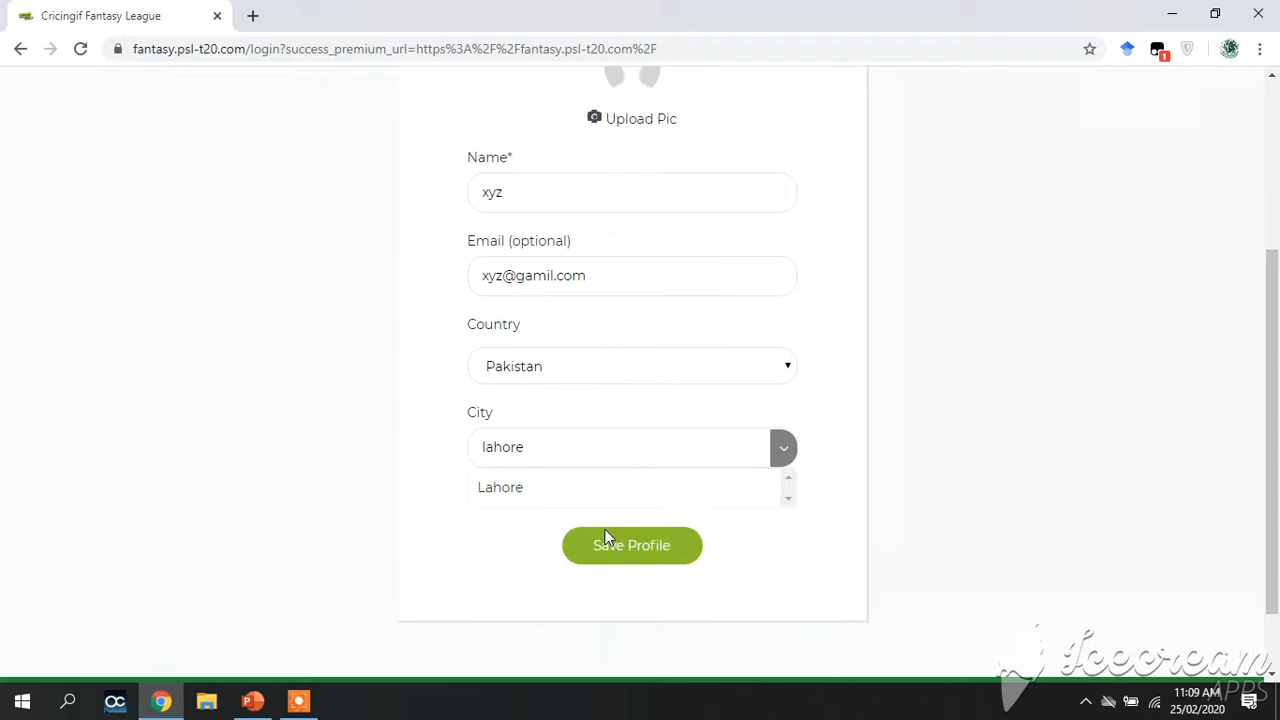 Cricingif Fantasy League
fantasy.psl-t20.com/login?success_premium_url=https%3A%2F%2Ffantasy.psl-t20.com%2F
1
Upload Pic
Name*
xyz
Email (optional)
xyz@gamil.com
Country
Pakistan
City
lahore
Lahore
Save Profile
Icecream
APPS
11:09 AM
25/02/2020